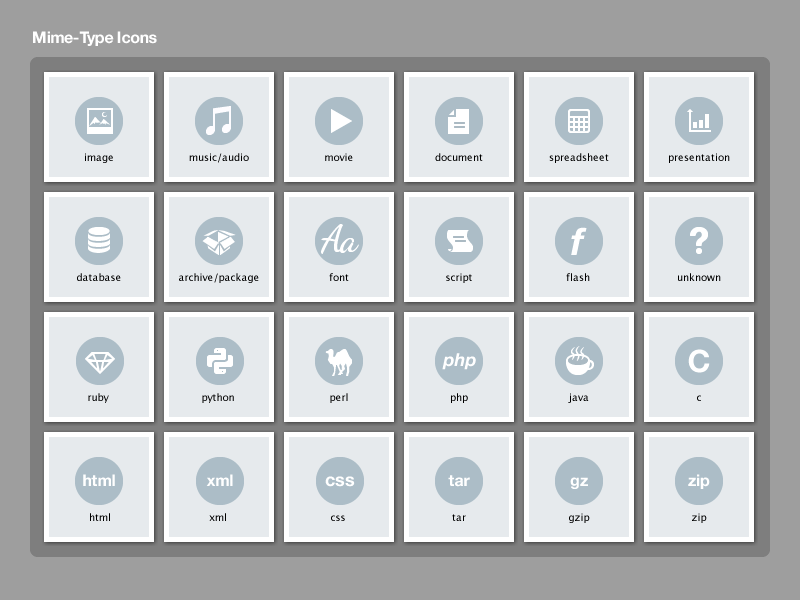 Mime-Type Icons
image
music/audio
movie
document
spreadsheet
presentation
database
archive/package
Aa
font
script
f
flash
?
unknown
ruby
python
perl
php
php
java
C
c
html
html
xml
xml
css
css
tar
tar
gz
gzip
zip
zip